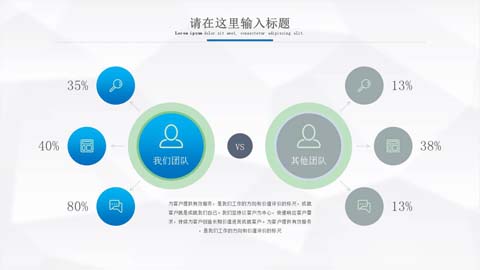 请在这里输入标题
Lorem ipsum dolor sit amet, consectetur adipiscing elit.
35%
13%
40%
我们团队
VS
其他团队
38%
80%
13%
为客户提供有效服务，是我们工作的方向和价值评价的标尺，成就
客户就是成就我们自己。我们坚持以客户为中心，快速响应客户需
求，持续为客户创造长期价值进而成就客户。为客户提供有效服务
，是我们工作的方向和价值评价的标尺